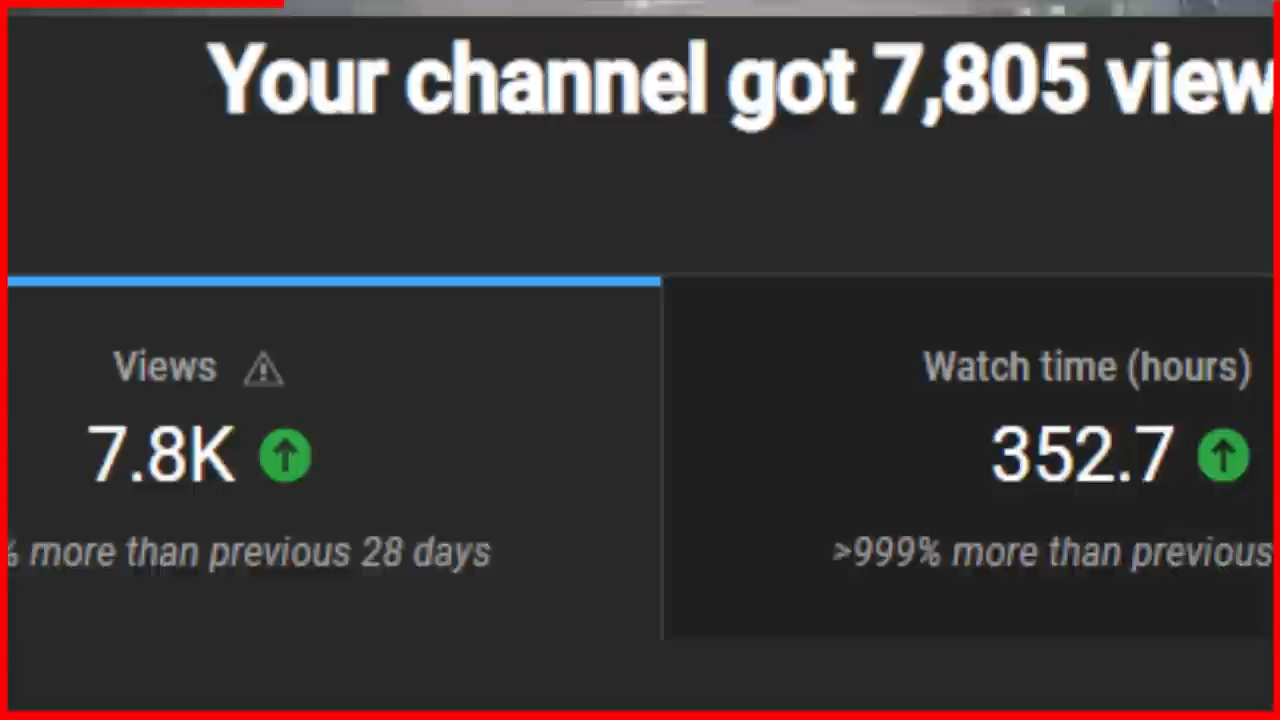 Your channel got 7,805 view
Views
Watch time (hours)
7.8K
352.7
% more than previous 28 days
>999% more than previous